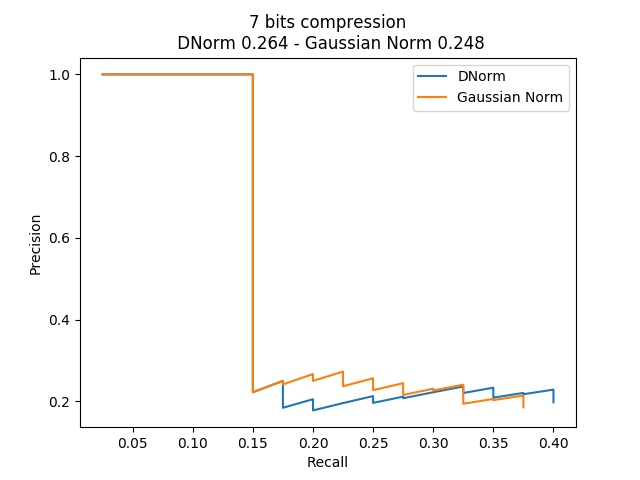 7 bits compression
DNorm 0.264 - Gaussian Norm 0.248
DNorm
Gaussian Norm
1.0
0.8
0.6
0.4
0.2
Precision
0.05 0.10 0.15 0.20 0.25 0.30 0.35 0.40
Recall